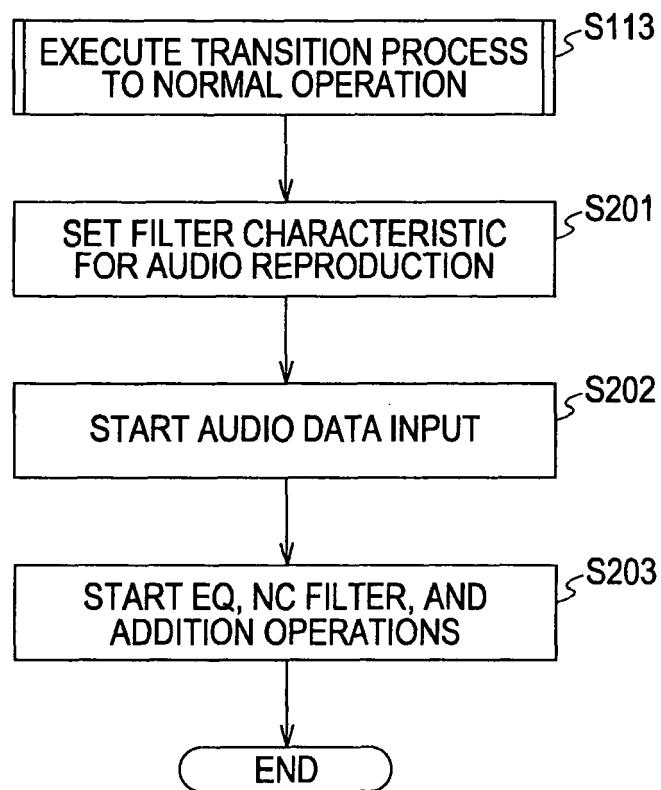 S113
EXECUTE TRANSITION PROCESS
TO NORMAL OPERATION
S201
SET FILTER CHARACTERISTIC
FOR AUDIO REPRODUCTION
S202
START AUDIO DATA INPUT
S203
START EQ, NC FILTER, AND
ADDITION OPERATIONS
END